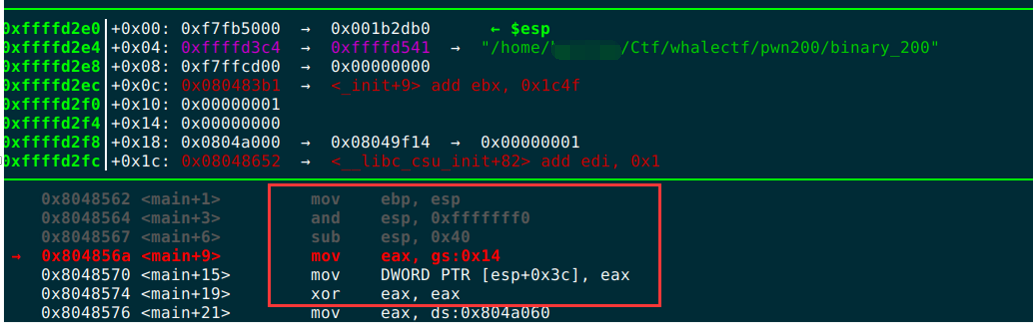 0xffffd2e0|+0x00: 0xf7fb5000 → 0x001b2db0 ← $esp
0xffffd2e4|+0x04: 0xffffd3c4 → 0xffffd541 → "/home/ /Ctf/whalectf/pwn200/binary_200"
0xffffd2e8|+0x08: 0xf7ffcd00 → 0x00000000
0xffffd2ec|+0x0c: 0x080483b1 → <_init+9> add ebx, 0x1c4f
0xffffd2f0|+0x10: 0x00000001
0xffffd2f4|+0x14: 0x00000000
0xffffd2f8|+0x18: 0x0804a000 → 0x08049f14 → 0x00000001
0xffffd2fc|+0x1c: 0x08048652 → <__libc_csu_init+82> add edi, 0x1
0x8048562 <main+1> mov ebp, esp
0x8048564 <main+3> and esp, 0xfffffff0
0x8048567 <main+6> sub esp, 0x40
→ 0x804856a <main+9> mov eax, gs:0x14
0x8048570 <main+15> mov DWORD PTR [esp+0x3c], eax
0x8048574 <main+19> xor eax, eax
0x8048576 <main+21> mov eax, ds:0x804a060